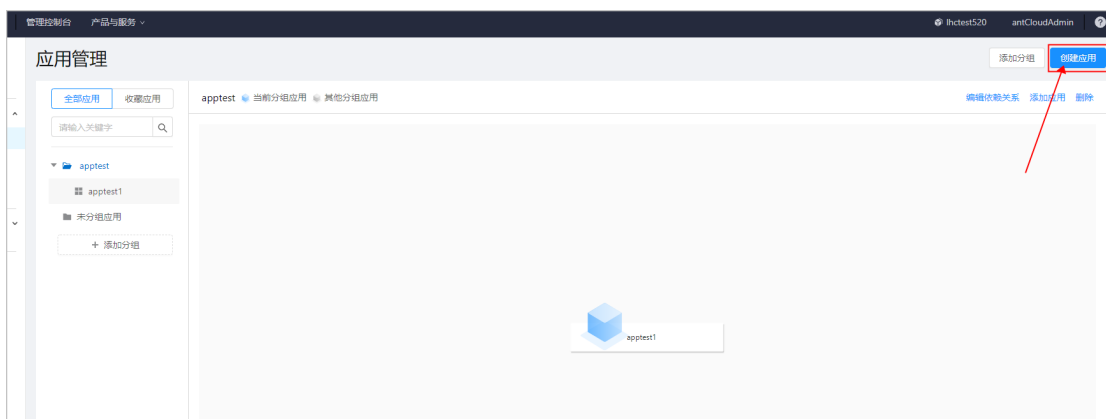 管理控制台 产品与服务
lhctest520 antCloudAdmin
应用管理
添加分组 创建应用
全部应用 收藏应用
apptest 当前分组应用 其他分组应用
编辑依赖关系 添加应用 删除
请输入关键字
apptest
apptest1
未分组应用
+ 添加分组
apptest1